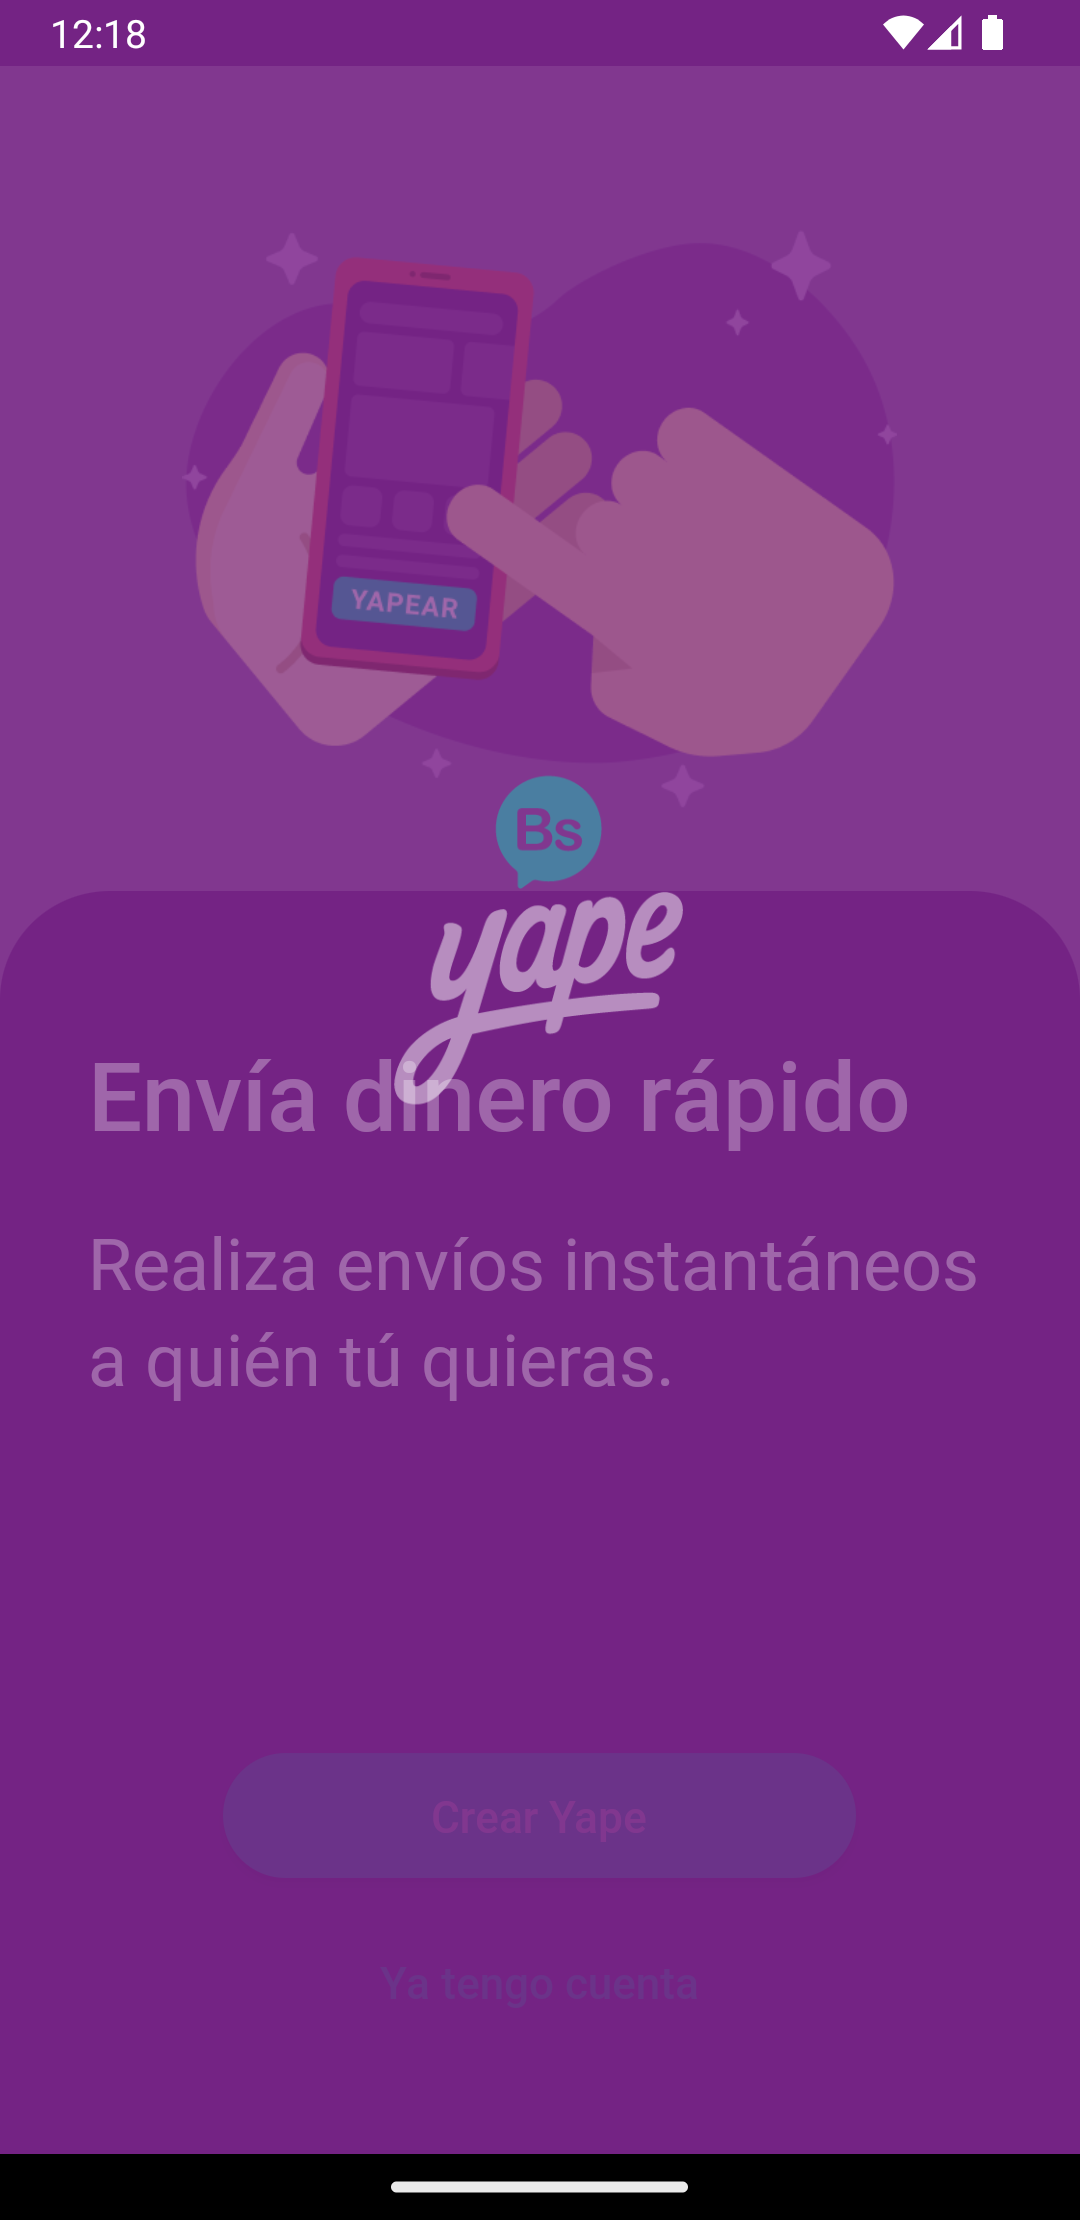 12:18
YAPEAR
Bs
yape
Envía dinero rápido
Realiza envíos instantáneos
a quién tú quieras.
Crear Yape
Ya tengo cuenta